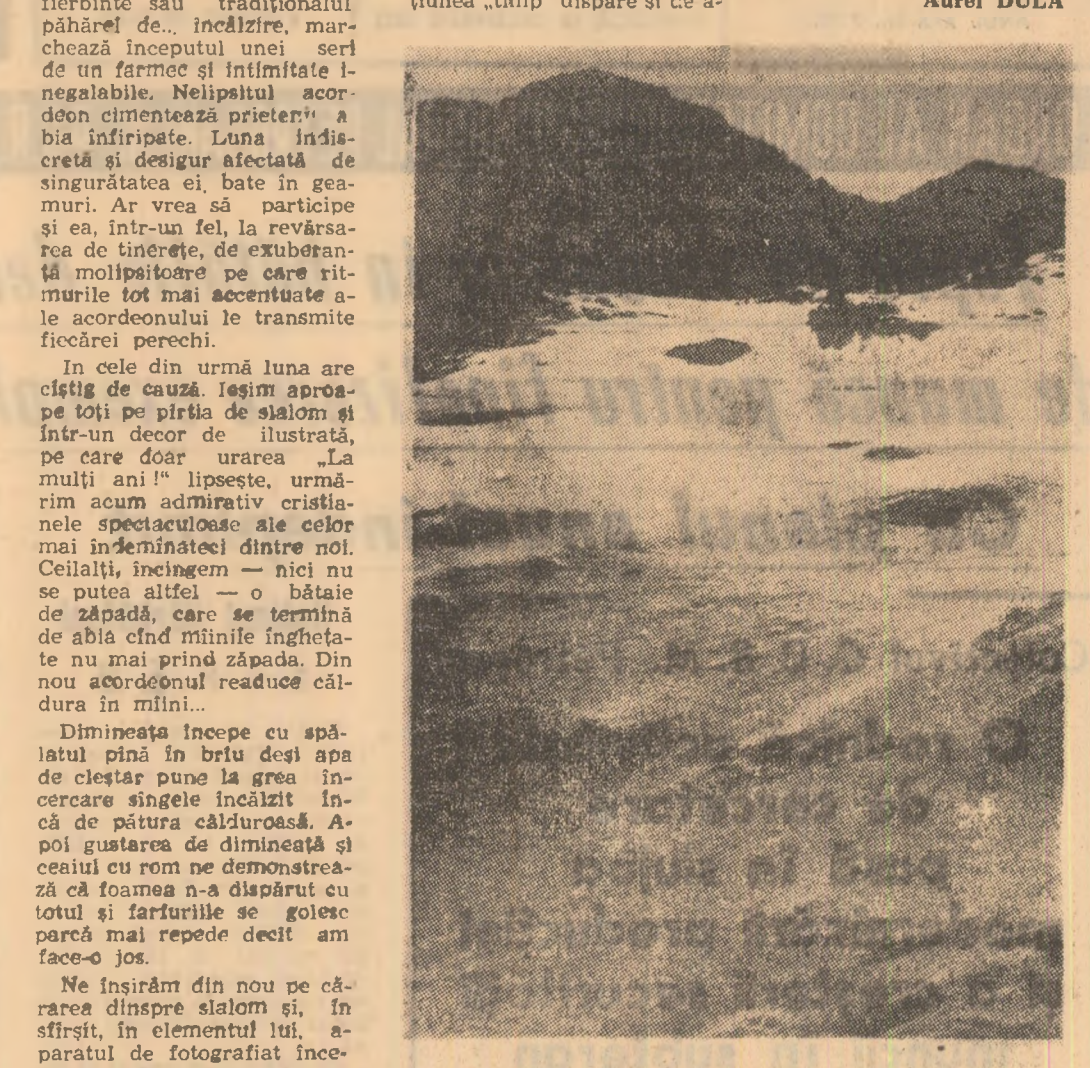 fierbinte sau tradiționalul
păhărel de... încălzire, mar-
chează începutul unei seri
de un farmec și intimitate i-
negalabile. Nelipsitul acor-
deon cimentează a
bia înfiripate. Luna indis-
cretă și desigur afectată de
singurătatea ei, bate în gea-
muri. Ar vrea să participe
și ea, într-un fel, la revărsa-
rea de tinerețe, de exuberan-
ță molipsitoare pe care rit-
murile tot mai accentuate a-
le acordeonului le transmite
fiecărei perechi.
In cele din urmă luna are
cîștig de cauză. Ieșim aproa-
pe toți pe pîrtia de slalom și
într-un decor de ilustrată,
pe care doar urarea „La
mulți ani !" lipsește, urmă-
rim acum admirativ cristia-
nele spectaculoase ale celor
mai îndemînateci dintre noi.
Ceilalți, încingem — nici nu
se putea altfel — o bătaie
de zăpadă, care se termină
de abia cînd mîinile îngheța-
te nu mai prind zăpada. Din
nou acordeonul readuce căl-
dura în mîini...
Dimineața începe cu spă-
latul pînă în brîu deși apa
de cleștar pune la grea în-
cercare sîngele încălzit în-
că de pătura călduroasă. A-
poi gustarea de dimineață și
ceaiul cu rom ne demonstrea-
ză că foamea n-a dispărut cu
totul și farfuriile se golesc
parcă mai repede decît am
face-o jos.
Ne înșirăm din nou pe că-
rarea dinspre slalom și, în
sfîrșit, în elementul lui, a-
paratul de fotografiat înce-
țiunea „timp" dispare și ce a-
Aurel DULA